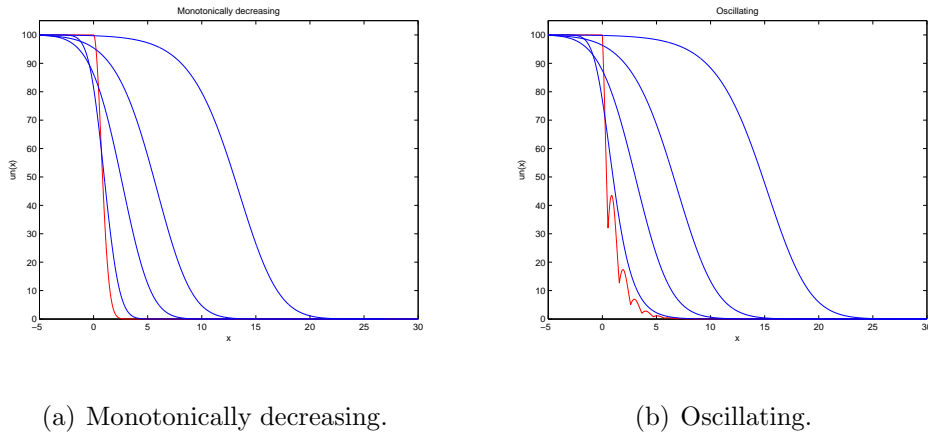 Monotonically decreasing
100
90
80
70
60
50
40
30
20
10
0
un(x)
−5 0 5 10 15 20 25 30
x
Oscillating
100
90
80
70
60
50
40
30
20
10
0
un(x)
−5 0 5 10 15 20 25 30
x
(a) Monotonically decreasing.
(b) Oscillating.